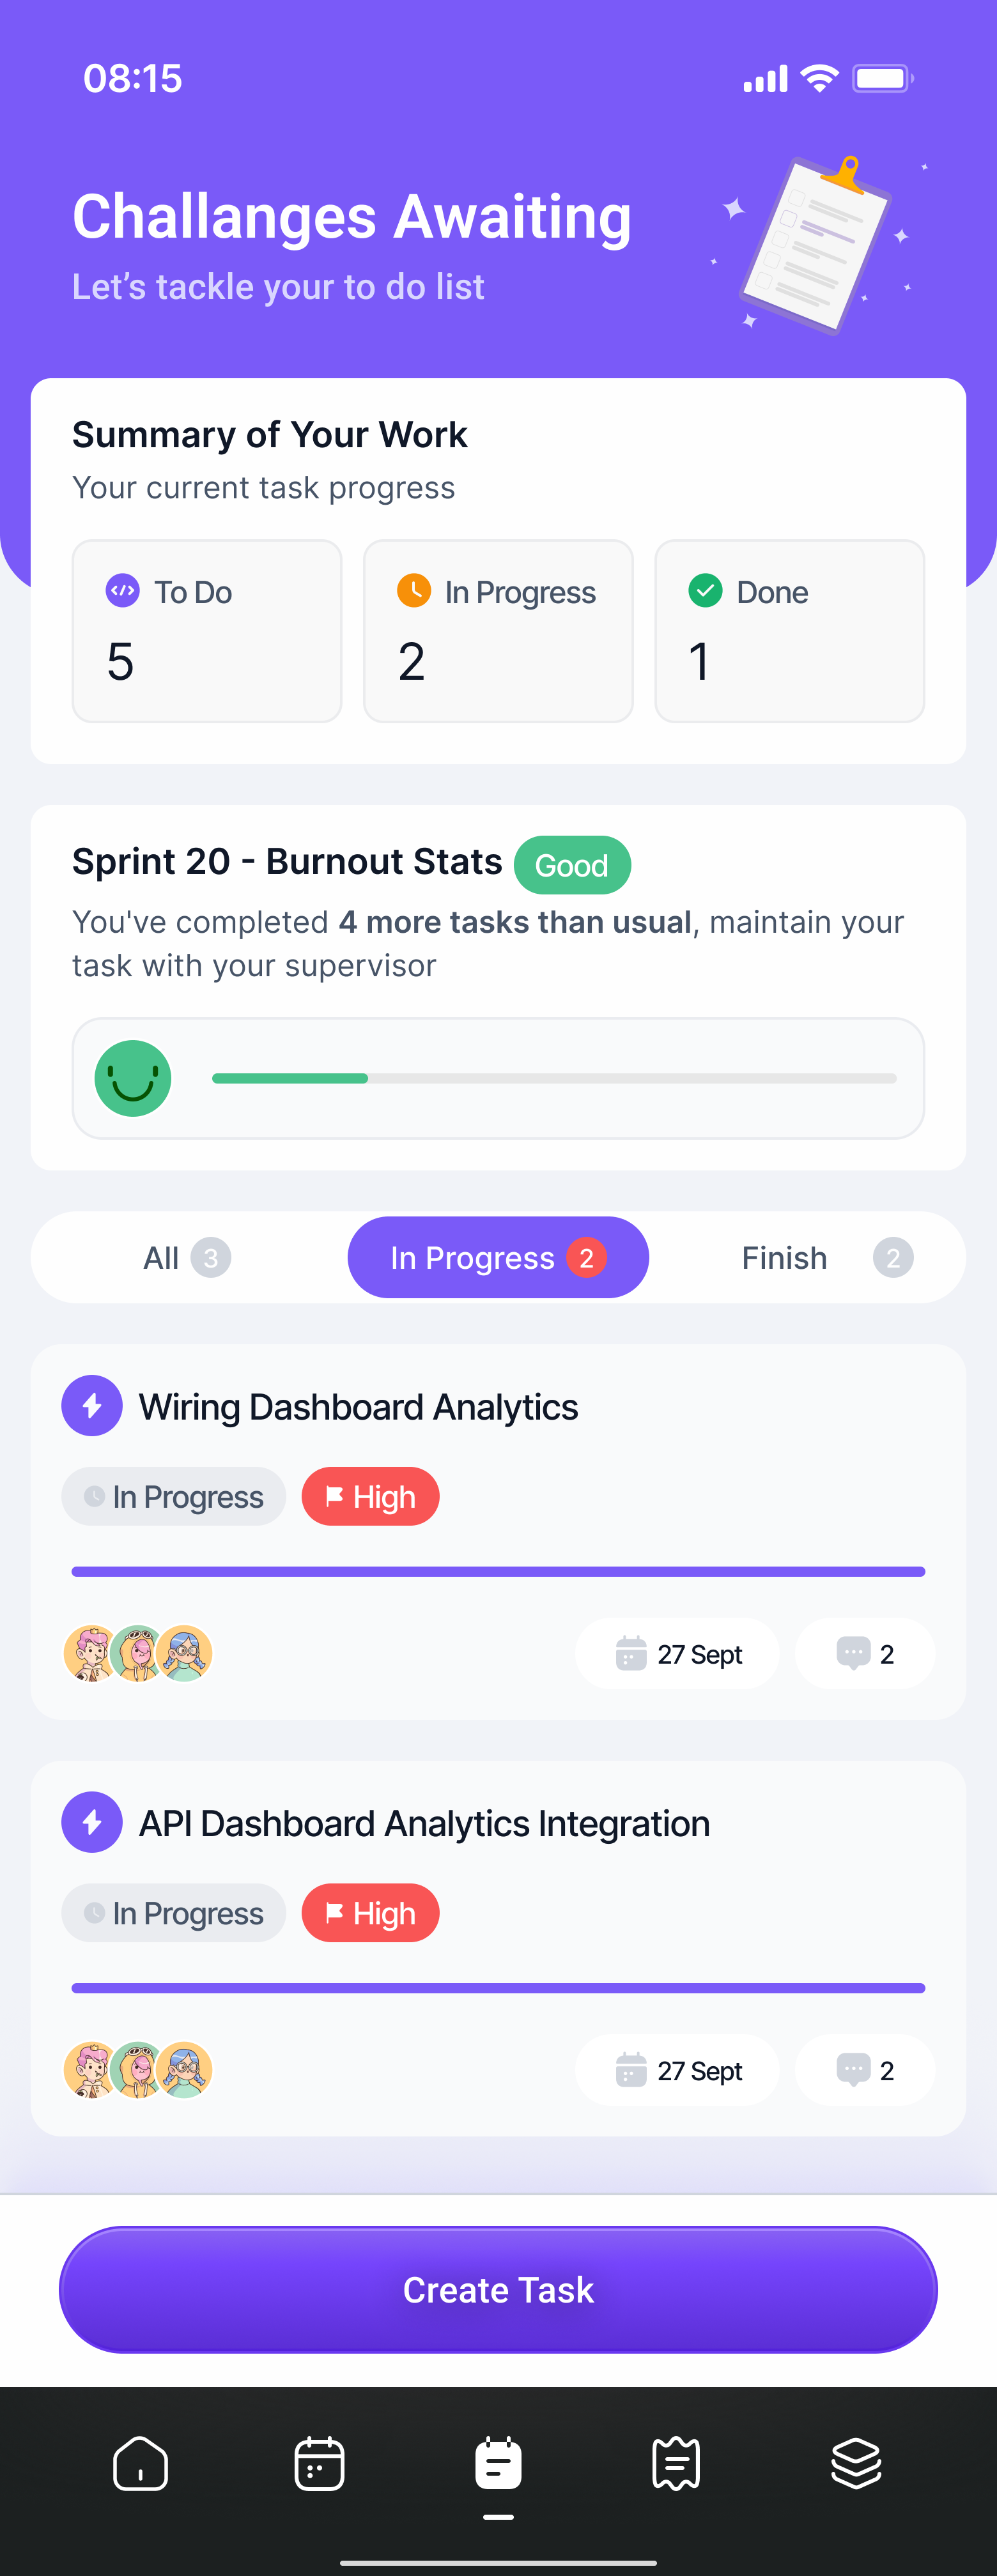 08:15
Challanges Awaiting
Let’s tackle your to do list
Summary of Your Work
Your current task progress
To Do
5
In Progress
2
Done
1
Sprint 20 - Burnout Stats Good
You've completed 4 more tasks than usual, maintain your
task with your supervisor
All 3
In Progress 2
Finish 2
Wiring Dashboard Analytics
In Progress High
27 Sept 2
API Dashboard Analytics Integration
In Progress High
27 Sept 2
Create Task